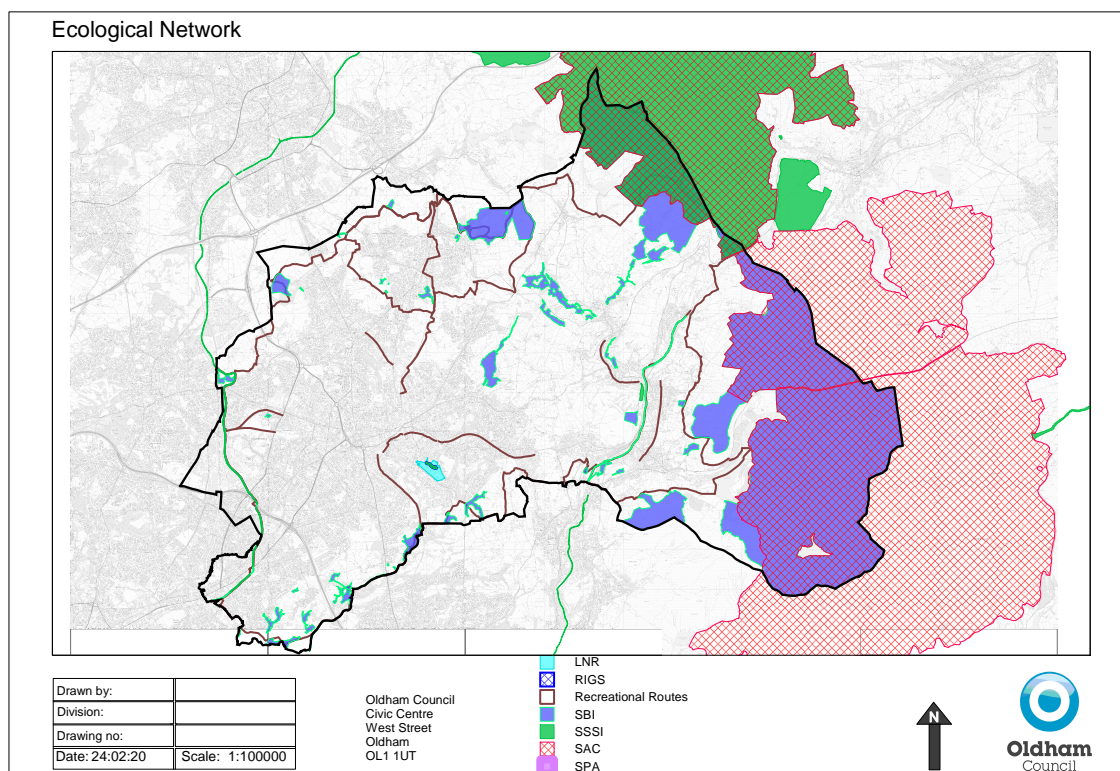 Ecological Network
Drawn by:
Division:
Drawing no:
Date: 24:02:20 Scale: 1:100000
Oldham Council
Civic Centre
West Street
Oldham
OL1 1UT
LNR
RIGS
Recreational Routes
SBI
SSSI
SAC
SPA
N
Oldham
Council